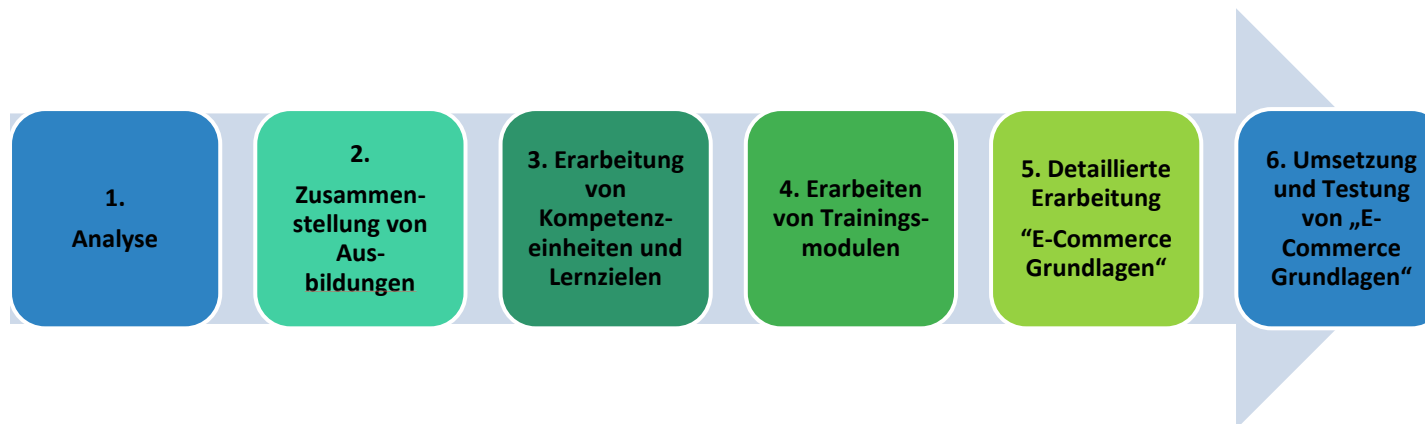 1.
Analyse
2.
Zusammen-
stellung von
Aus-
bildungen
3. Erarbeitung
von
Kompetenz-
einheiten und
Lernzielen
4. Erarbeiten
von Trainings-
modulen
5. Detaillierte
Erarbeitung
“E-Commerce
Grundlagen“
6. Umsetzung
und Testung
von „E-
Commerce
Grundlagen“